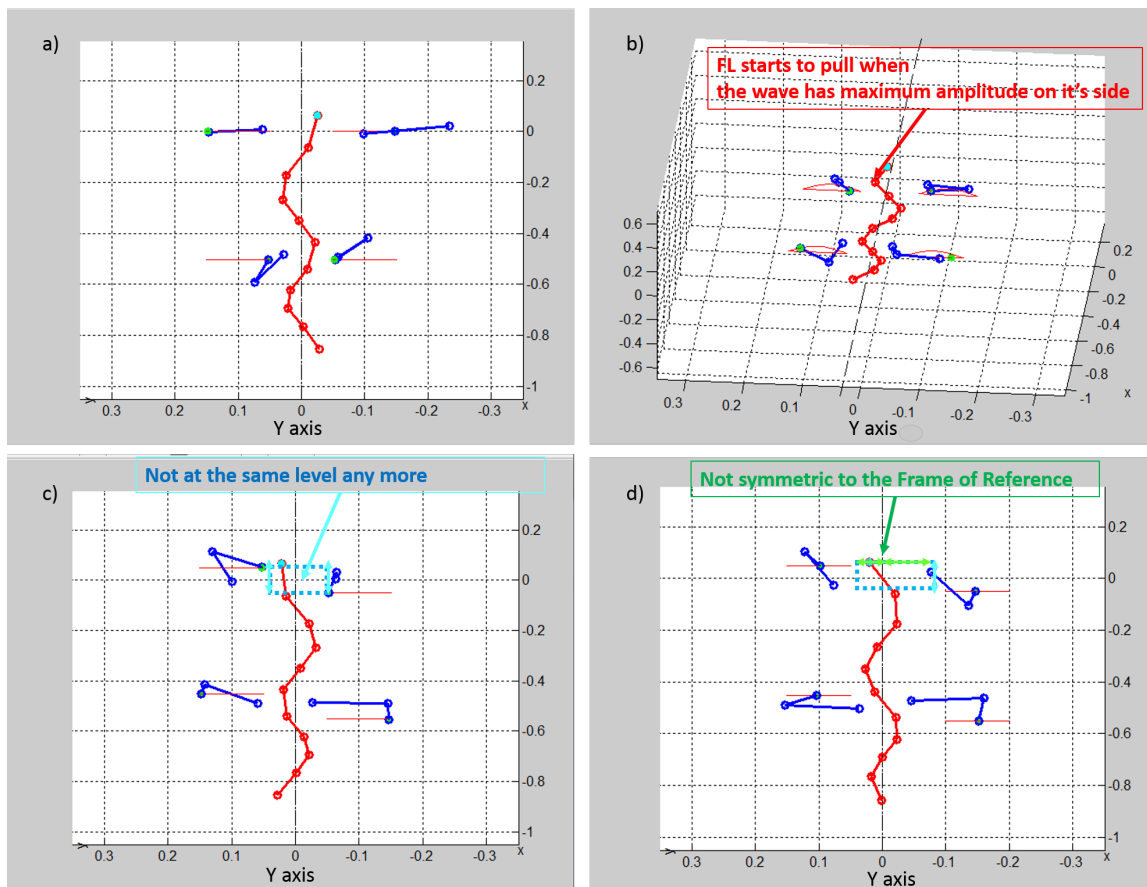 a)
0.2
0
-0.2
-0.4
-0.6
-0.8
-1
y
0.3 0.2 0.1 0 -0.1 -0.2 -0.3 x
Y axis
b)
FL starts to pull when
the wave has maximum amplitude on it's side
0.6
0.4
0.2
0
-0.2
-0.4
-0.6
0.2
0
-0.2
-0.4
-0.6
-0.8
-1 x
0.3 0.2 0.1 0 -0.1 -0.2 -0.3
Y axis
c)
Not at the same level any more
0.2
0
-0.2
-0.4
-0.6
-0.8
-1
y
0.3 0.2 0.1 0 -0.1 -0.2 -0.3 x
Y axis
d)
Not symmetric to the Frame of Reference
0.2
0
-0.2
-0.4
-0.6
-0.8
-1
y
0.3 0.2 0.1 0 -0.1 -0.2 -0.3 x
Y axis